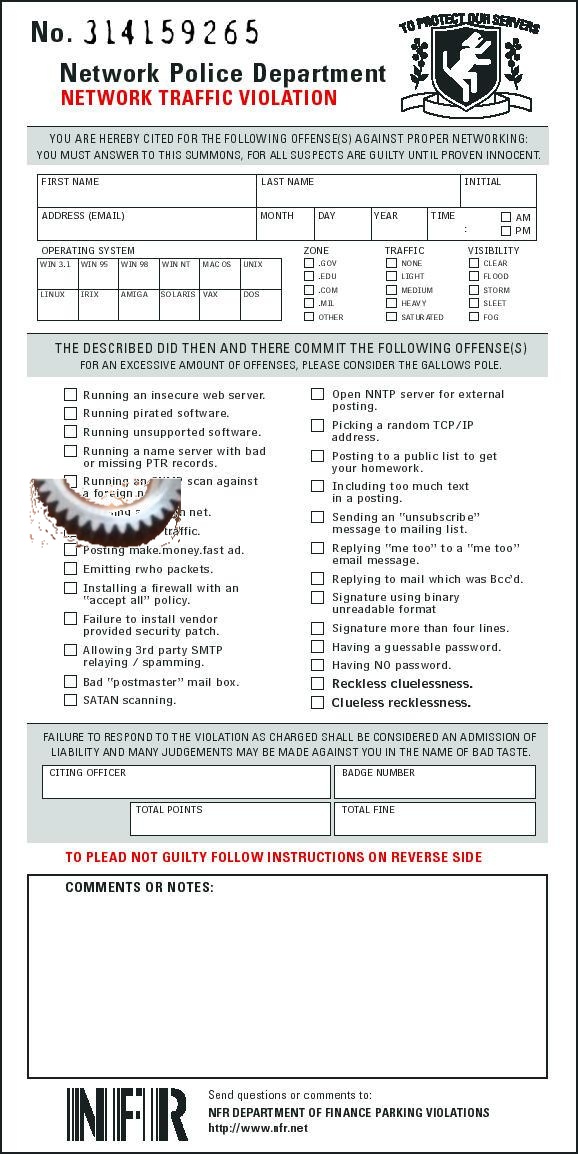 No. 314159265
TO PROTECT OUR SERVERS
Network Police Department
NETWORK TRAFFIC VIOLATION
YOU ARE HEREBY CITED FOR THE FOLLOWING OFFENSE(S) AGAINST PROPER NETWORKING:
YOU MUST ANSWER TO THIS SUMMONS, FOR ALL SUSPECTS ARE GUILTY UNTIL PROVEN INNOCENT.
FIRST NAME LAST NAME INITIAL
ADDRESS (EMAIL) MONTH DAY YEAR TIME : AM
PM
OPERATING SYSTEM ZONE TRAFFIC VISIBILITY
WIN 3.1 WIN 95 WIN 98 WIN NT MAC OS UNIX
LINUX IRIX AMIGA SOLARIS VAX DOS
.GOV NONE CLEAR
.EDU LIGHT FLOOD
.COM MEDIUM STORM
.MIL HEAVY SLEET
OTHER SATURATED FOG
THE DESCRIBED DID THEN AND THERE COMMIT THE FOLLOWING OFFENSE(S)
FOR AN EXCESSIVE AMOUNT OF OFFENSES, PLEASE CONSIDER THE GALLOWS POLE.
Running an insecure web server.
Running pirated software.
Running unsupported software.
Running a name server with bad
or missing PTR records.
Running an scan against
a foreign
net.
traffic.
Posting make.money.fast ad.
Emitting rwho packets.
Installing a firewall with an
"accept all" policy.
Failure to install vendor
provided security patch.
Allowing 3rd party SMTP
relaying / spamming.
Bad "postmaster" mail box.
SATAN scanning.
Open NNTP server for external
posting.
Picking a random TCP/IP
address.
Posting to a public list to get
your homework.
Including too much text
in a posting.
Sending an "unsubscribe"
message to mailing list.
Replying "me too" to a "me too"
email message.
Replying to mail which was Bcc'd.
Signature using binary
unreadable format
Signature more than four lines.
Having a guessable password.
Having NO password.
Reckless cluelessness.
Clueless recklessness.
FAILURE TO RESPOND TO THE VIOLATION AS CHARGED SHALL BE CONSIDERED AN ADMISSION OF
LIABILITY AND MANY JUDGEMENTS MAY BE MADE AGAINST YOU IN THE NAME OF BAD TASTE.
CITING OFFICER BADGE NUMBER
TOTAL POINTS TOTAL FINE
TO PLEAD NOT GUILTY FOLLOW INSTRUCTIONS ON REVERSE SIDE
COMMENTS OR NOTES:
NFR
Send questions or comments to:
NFR DEPARTMENT OF FINANCE PARKING VIOLATIONS
http://www.nfr.net